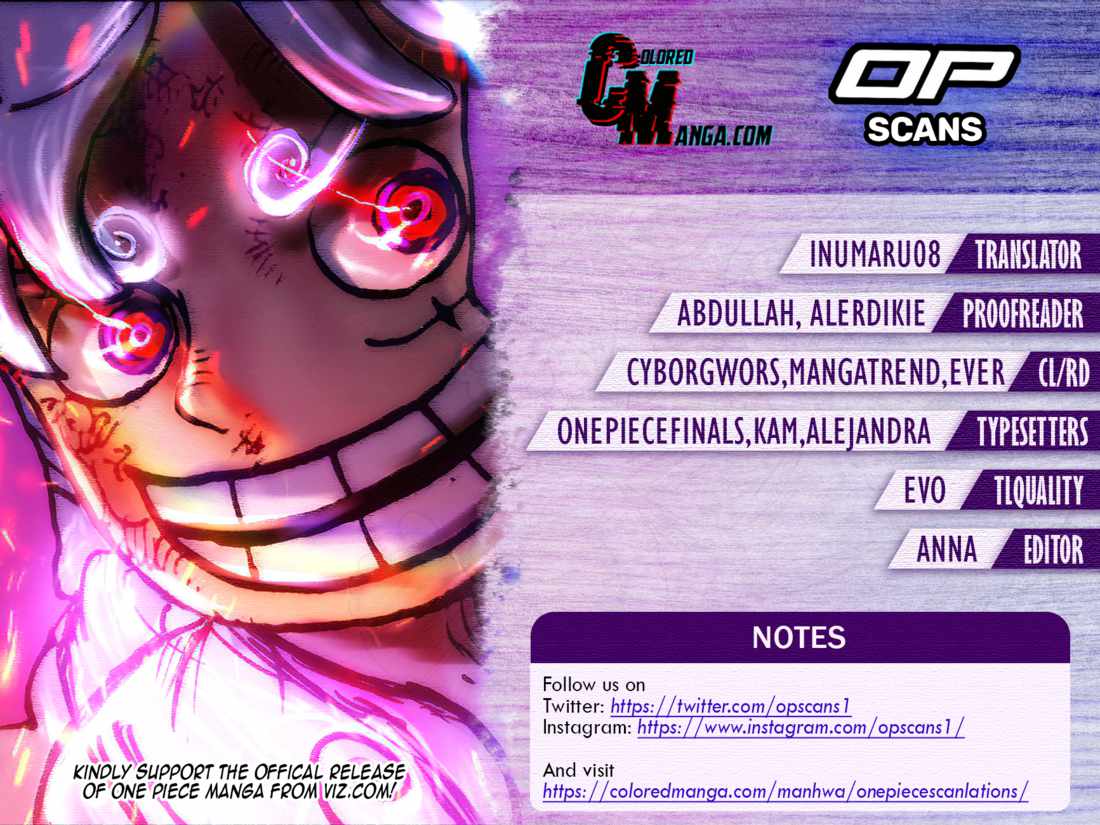 C'S OLORED
MANGA.COM
OP
SCANS
INUMARU08 TRANSLATOR
ABDULLAH, ALERDIKIE PROOFREADER
CYBORGWORS,MANGATREND,EVER CL/RD
ONEPIECEFINALS,KAM,ALEJANDRA TYPESETTERS
EVO TLQUALITY
ANNA EDITOR
NOTES
Follow us on
Twitter: https://twitter.com/opscans1
Instagram: https://www.instagram.com/opscans1/
And visit
https://coloredmanga.com/manhwa/onepiecescanlations/
KINDLY SUPPORT THE OFFICAL RELEASE
OF ONE PIECE MANGA FROM VIZ.COM!